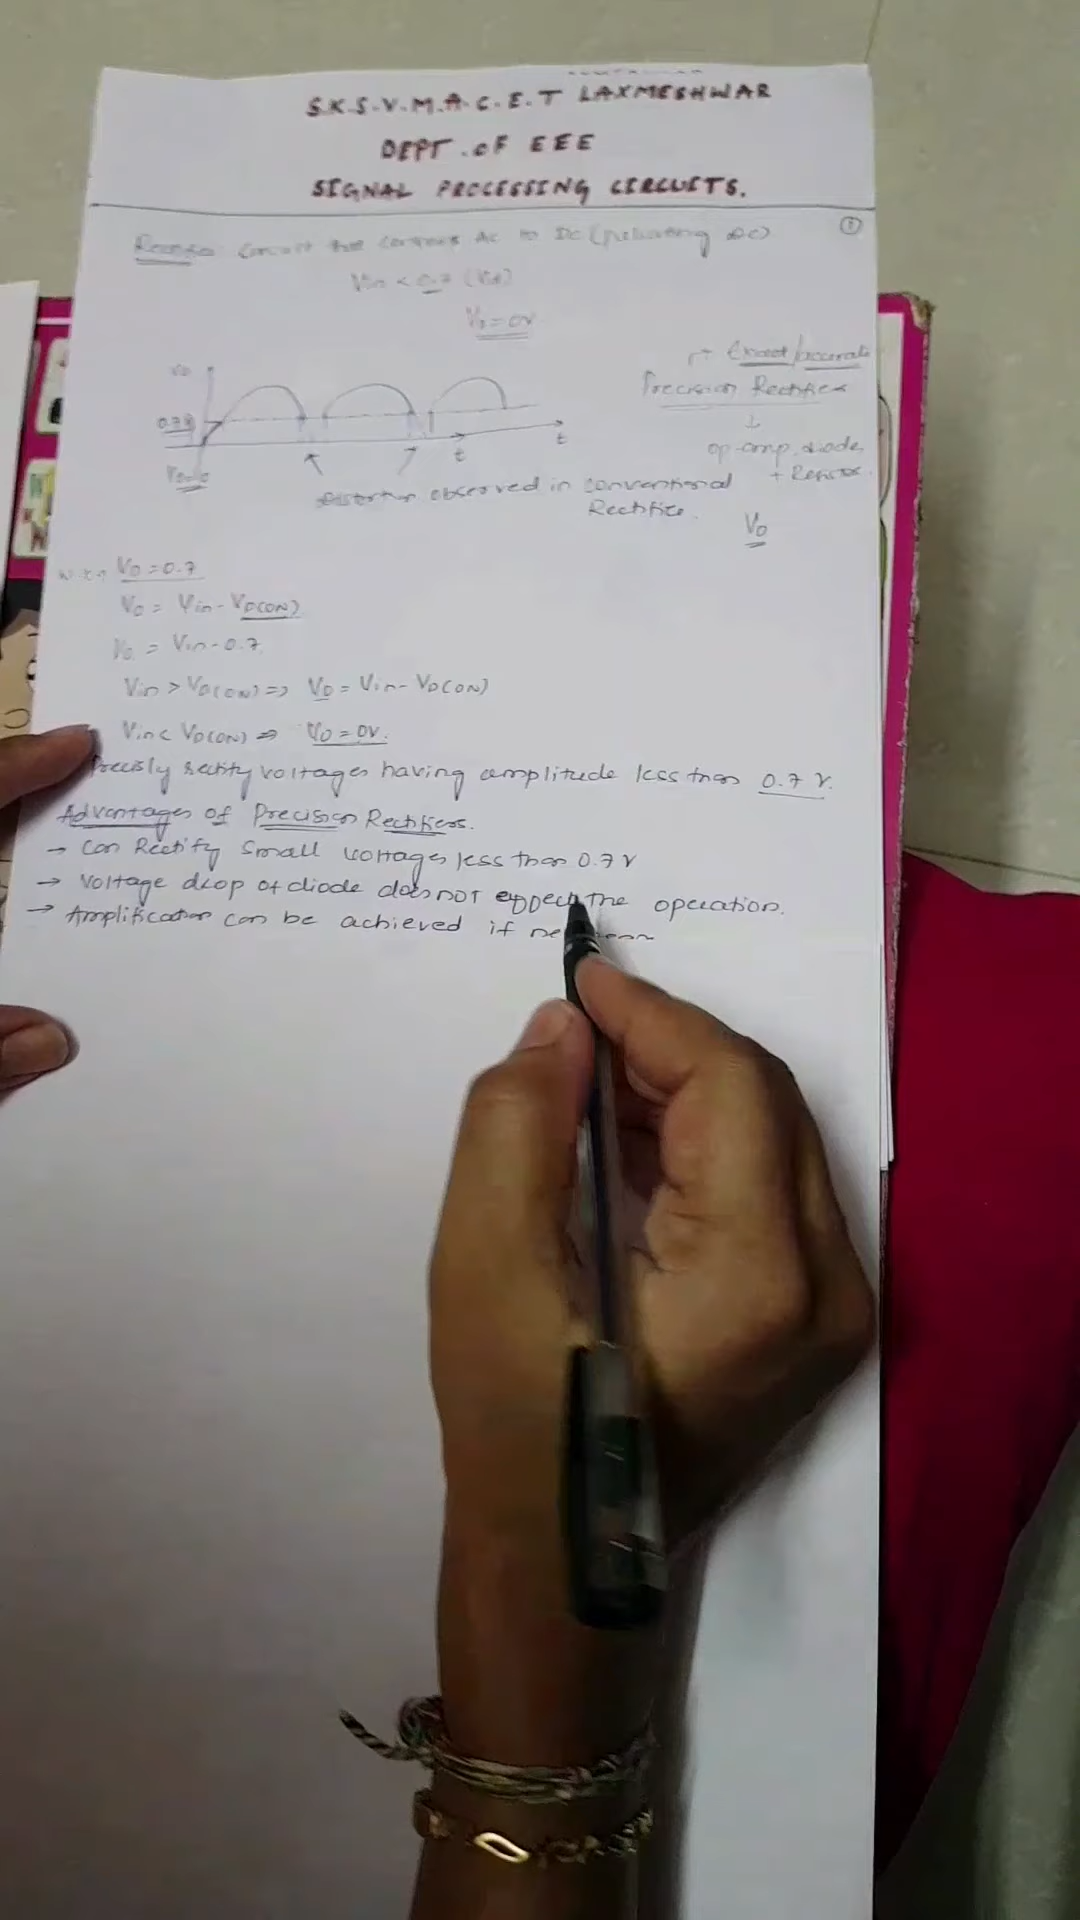 S.K.S.V.M.A.C.E.T LAXMESHWAR
DEPT. OF EEE
SIGNAL PROCESSING CIRCUITS.
1
Circuit that converts AC to DC (pulsating DC)
Vin < 0.7 (VD)
Vo = 0V
Vo
0.7V
t
t
Exact/accurate
Precision Rectifier
↓
op-amp, diode,
+ Resistor.
Distortion observed in conventional
Rectifier.
Vo
VD = 0.7
Vo = Vin - VD(ON)
Vo = Vin - 0.7
Vin > VD(ON) => Vo = Vin - VD(ON)
Vin < VD(ON) => Vo = 0V.
Precisly rectify voltages having amplitude less than 0.7 V.
Advantages of Precision Rectifiers.
→ Can Rectify small voltages less than 0.7 V
→ Voltage drop of diode does not effect the operation.
→ Amplification can be achieved if